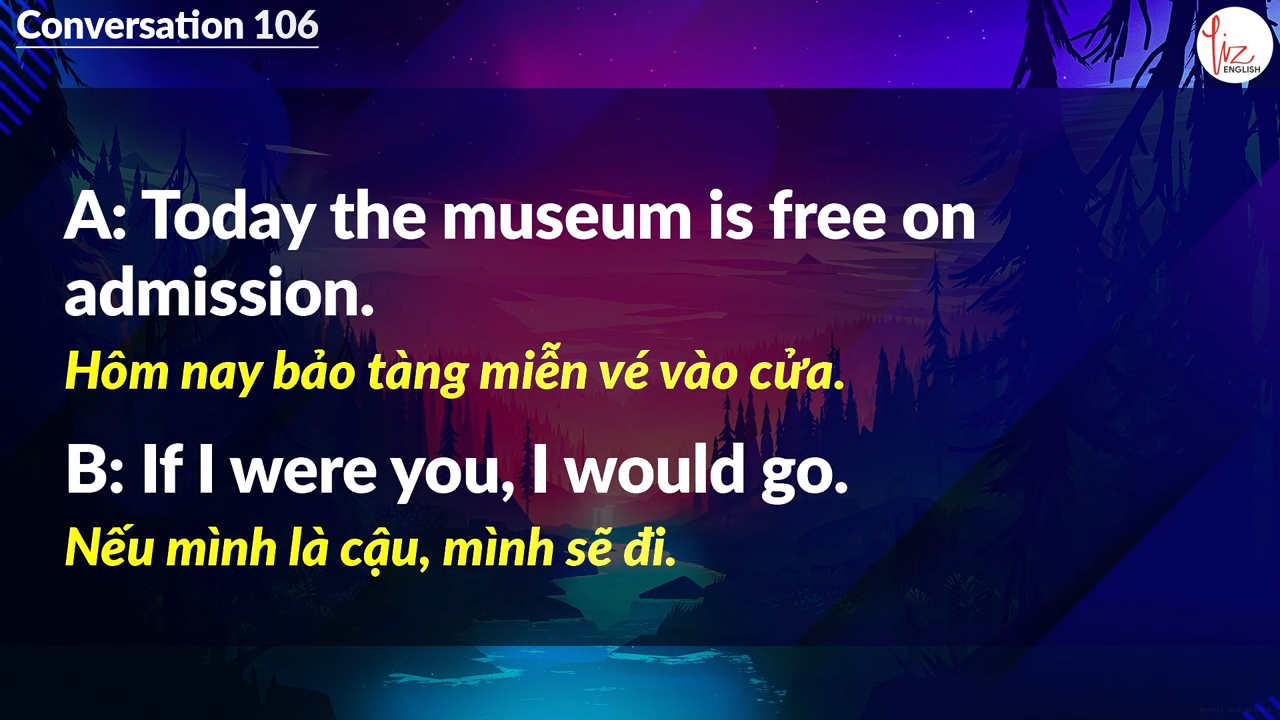 Conversation 106
Liz
ENGLISH
A: Today the museum is free on
admission.
Hôm nay bảo tàng miễn vé vào cửa.
B: If I were you, I would go.
Nếu mình là cậu, mình sẽ đi.